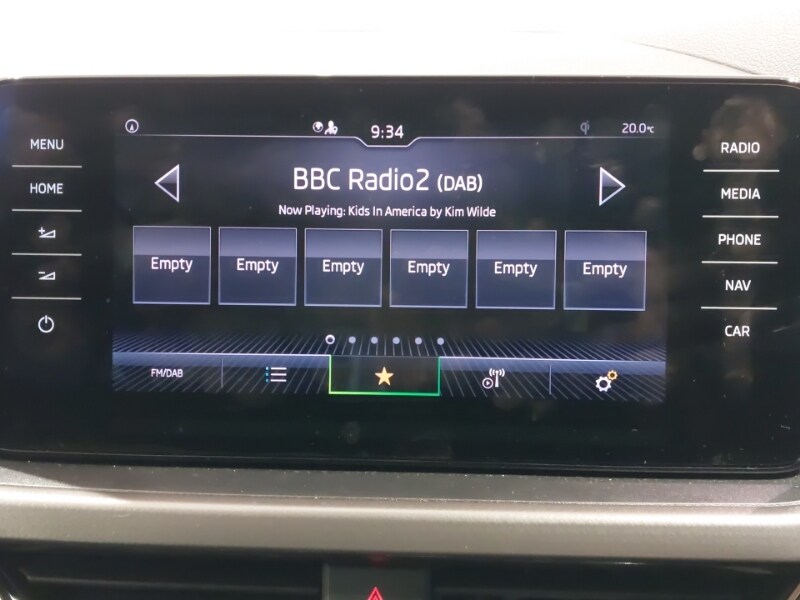 MENU
HOME
9:34
20.0°C
BBC Radio2 (DAB)
Now Playing: Kids In America by Kim Wilde
Empty Empty Empty Empty Empty Empty
FM/DAB
RADIO
MEDIA
PHONE
NAV
CAR